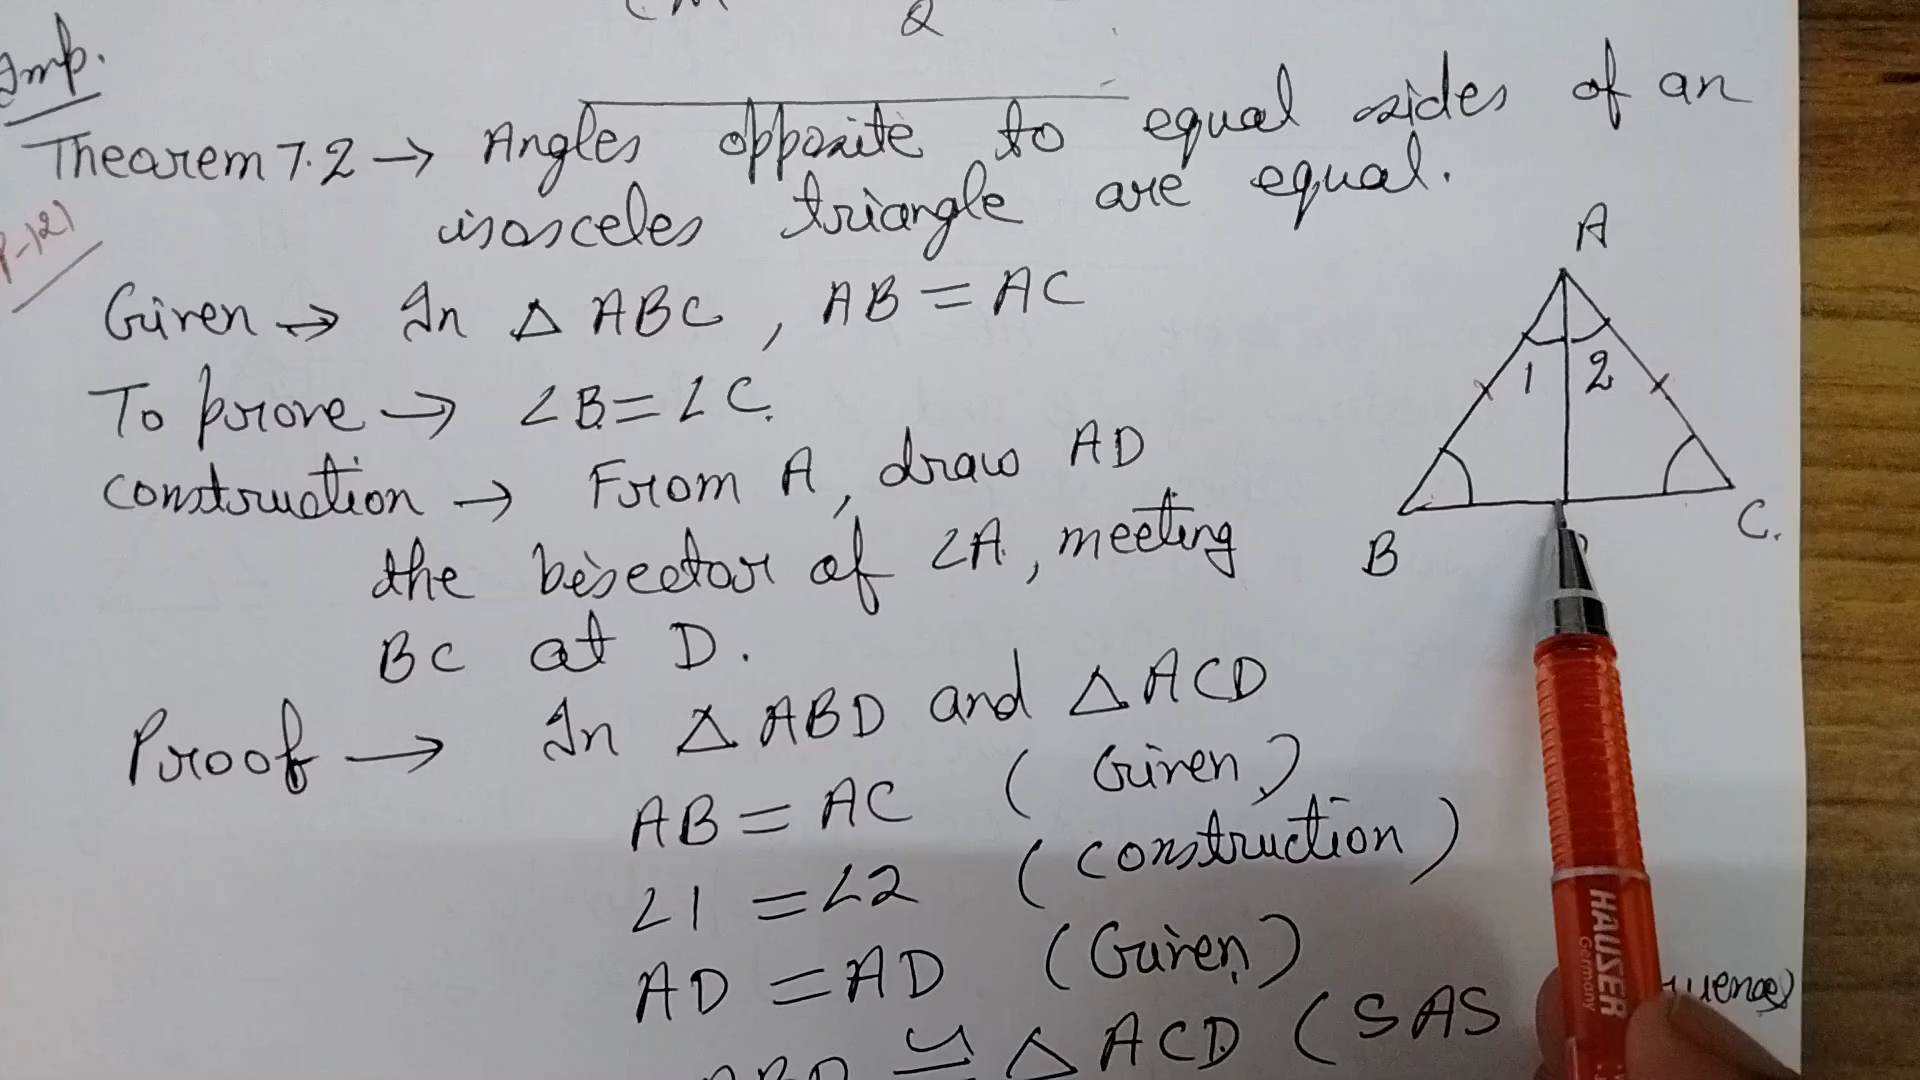 Imp.
Thearem 7.2 → Angles opposite to equal sides of an
isosceles triangle are equal.
P-121
Given → In △ ABC , AB = AC
To prove → ∠B = ∠C.
construction → From A, draw AD
the bisector of ∠A, meeting
BC at D.
Proof → In △ ABD and △ ACD
AB = AC (Given)
∠1 = ∠2 (construction)
AD = AD (Given)
≅ △ ACD (SAS
A
1 2
B
C.
HAUSER
Germany